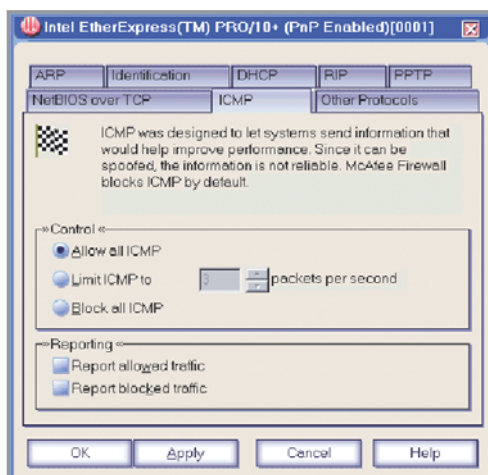 Intel EtherExpress(TM) PRO/10+ (PnP Enabled)[0001]
ARP Identification DHCP RIP PPTP
NetBIOS over TCP ICMP Other Protocols
ICMP was designed to let systems send information that
would help improve performance. Since it can be
spoofed, the information is not reliable. McAfee Firewall
blocks ICMP by default.
»Control«
Allow all ICMP
Limit ICMP to 3 packets per second
Block all ICMP
»Reporting«
Report allowed traffic
Report blocked traffic
OK Apply Cancel Help